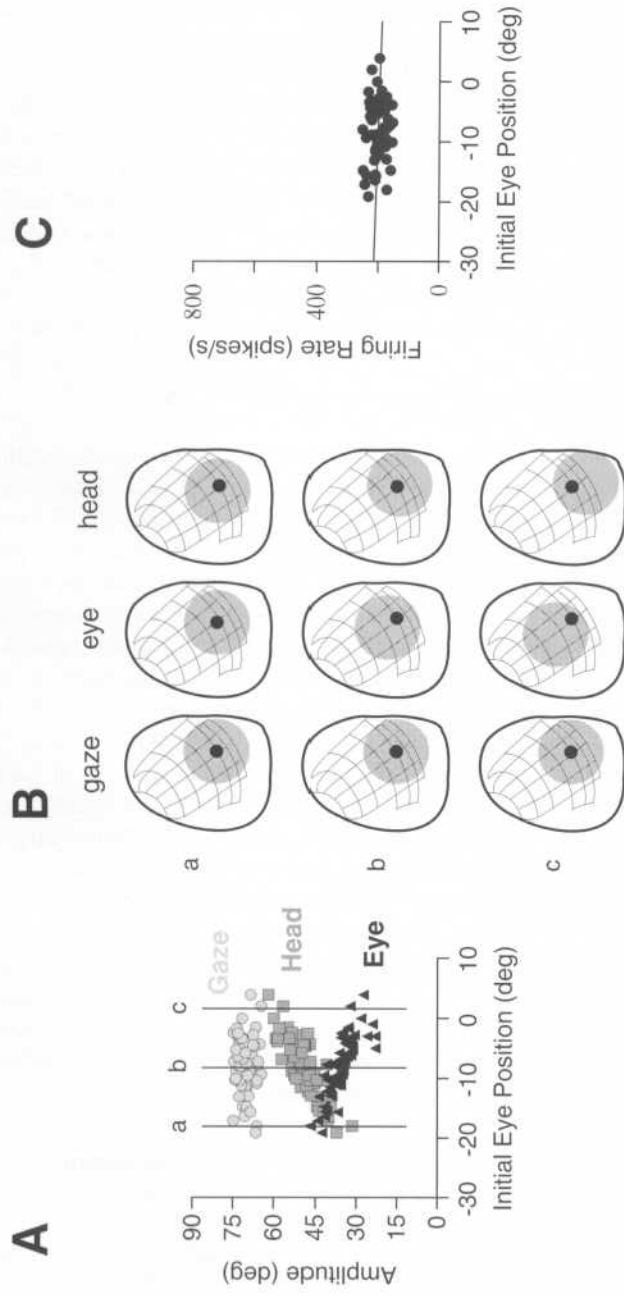 A
Amplitude (deg)
90
75
60
45
30
15
0
a
b
c
Gaze
Head
Eye
-30
-20
-10
0
10
Initial Eye Position (deg)
B
gaze
eye
head
a
b
c
C
Firing Rate (spikes/s)
800
400
0
-30
-20
-10
0
10
Initial Eye Position (deg)